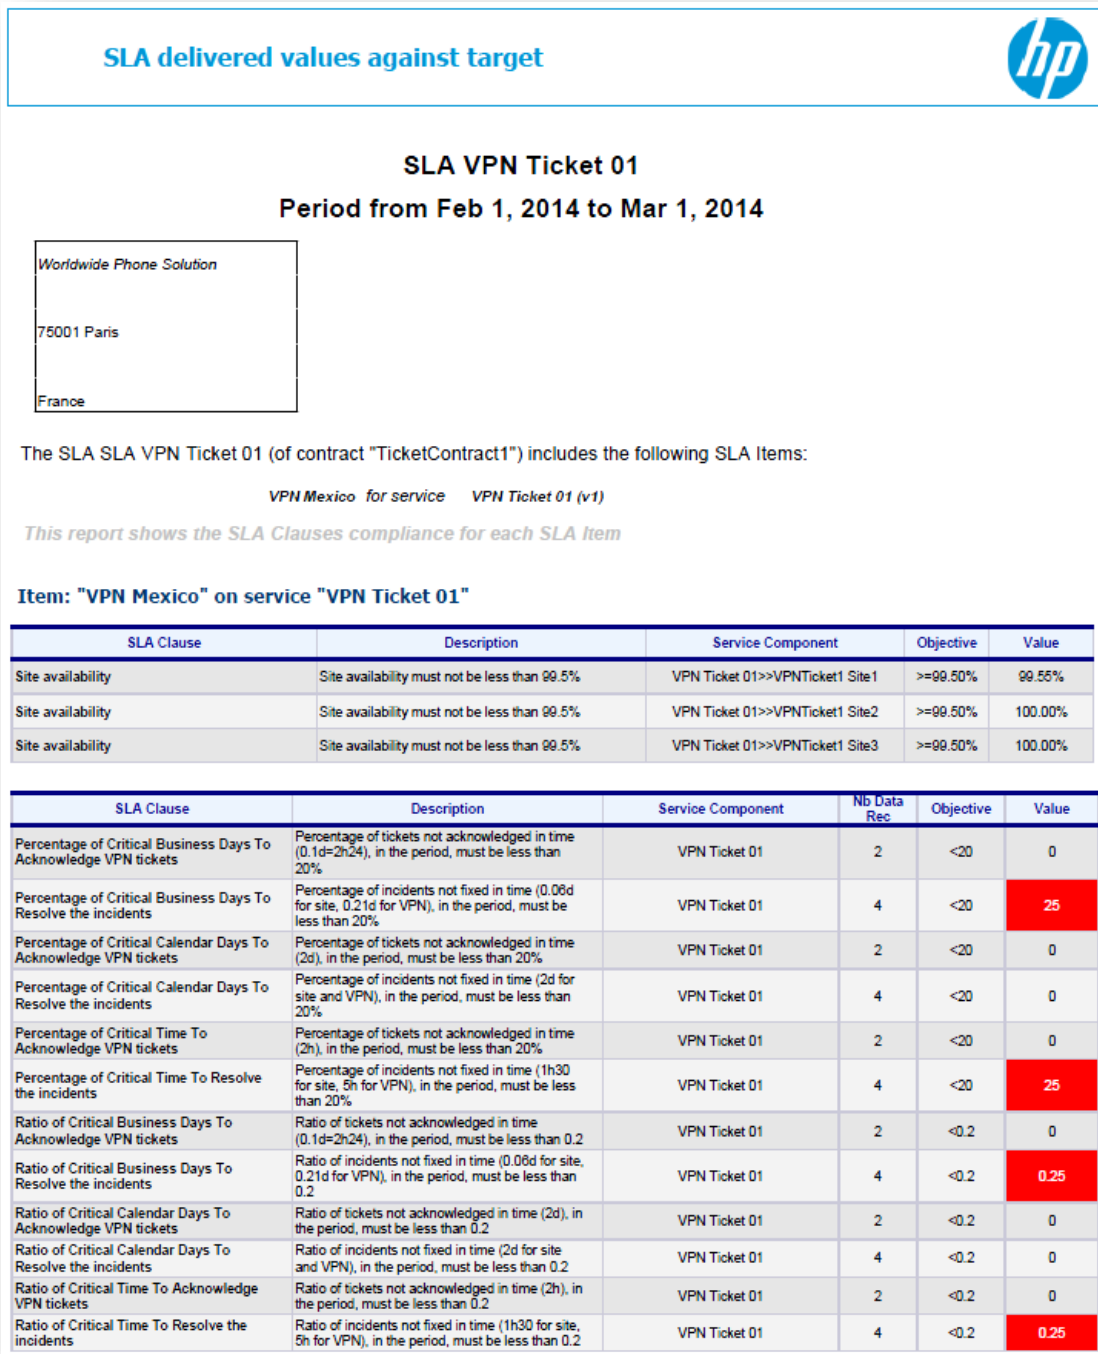 SLA delivered values against target
hp
SLA VPN Ticket 01
Period from Feb 1, 2014 to Mar 1, 2014
Worldwide Phone Solution
75001 Paris
France
The SLA SLA VPN Ticket 01 (of contract "TicketContract1") includes the following SLA Items:
VPN Mexico for service VPN Ticket 01 (v1)
This report shows the SLA Clauses compliance for each SLA Item
Item: "VPN Mexico" on service "VPN Ticket 01"
SLA Clause Description Service Component Objective Value
Site availability Site availability must not be less than 99.5% VPN Ticket 01>>VPNTicket1 Site1 >=99.50% 99.55%
Site availability Site availability must not be less than 99.5% VPN Ticket 01>>VPNTicket1 Site2 >=99.50% 100.00%
Site availability Site availability must not be less than 99.5% VPN Ticket 01>>VPNTicket1 Site3 >=99.50% 100.00%
SLA Clause Description Service Component Nb Data Rec Objective Value
Percentage of Critical Business Days To
Acknowledge VPN tickets
Percentage of tickets not acknowledged in time
(0.1d=2h24), in the period, must be less than
20%
VPN Ticket 01 2 <20 0
Percentage of Critical Business Days To
Resolve the incidents
Percentage of incidents not fixed in time (0.06d
for site, 0.21d for VPN), in the period, must be
less than 20%
VPN Ticket 01 4 <20 25
Percentage of Critical Calendar Days To
Acknowledge VPN tickets
Percentage of tickets not acknowledged in time
(2d), in the period, must be less than 20%
VPN Ticket 01 2 <20 0
Percentage of Critical Calendar Days To
Resolve the incidents
Percentage of incidents not fixed in time (2d for
site and VPN), in the period, must be less than
20%
VPN Ticket 01 4 <20 0
Percentage of Critical Time To
Acknowledge VPN tickets
Percentage of tickets not acknowledged in time
(2h), in the period, must be less than 20%
VPN Ticket 01 2 <20 0
Percentage of Critical Time To Resolve
the incidents
Percentage of incidents not fixed in time (1h30
for site, 5h for VPN), in the period, must be less
than 20%
VPN Ticket 01 4 <20 25
Ratio of Critical Business Days To
Acknowledge VPN tickets
Ratio of tickets not acknowledged in time
(0.1d=2h24), in the period, must be less than 0.2
VPN Ticket 01 2 <0.2 0
Ratio of Critical Business Days To
Resolve the incidents
Ratio of incidents not fixed in time (0.06d for site,
0.21d for VPN), in the period, must be less than
0.2
VPN Ticket 01 4 <0.2 0.25
Ratio of Critical Calendar Days To
Acknowledge VPN tickets
Ratio of tickets not acknowledged in time (2d), in
the period, must be less than 0.2
VPN Ticket 01 2 <0.2 0
Ratio of Critical Calendar Days To
Resolve the incidents
Ratio of incidents not fixed in time (2d for site
and VPN), in the period, must be less than 0.2
VPN Ticket 01 4 <0.2 0
Ratio of Critical Time To Acknowledge
VPN tickets
Ratio of tickets not acknowledged in time (2h), in
the period, must be less than 0.2
VPN Ticket 01 2 <0.2 0
Ratio of Critical Time To Resolve the
incidents
Ratio of incidents not fixed in time (1h30 for site,
5h for VPN), in the period, must be less than 0.2
VPN Ticket 01 4 <0.2 0.25